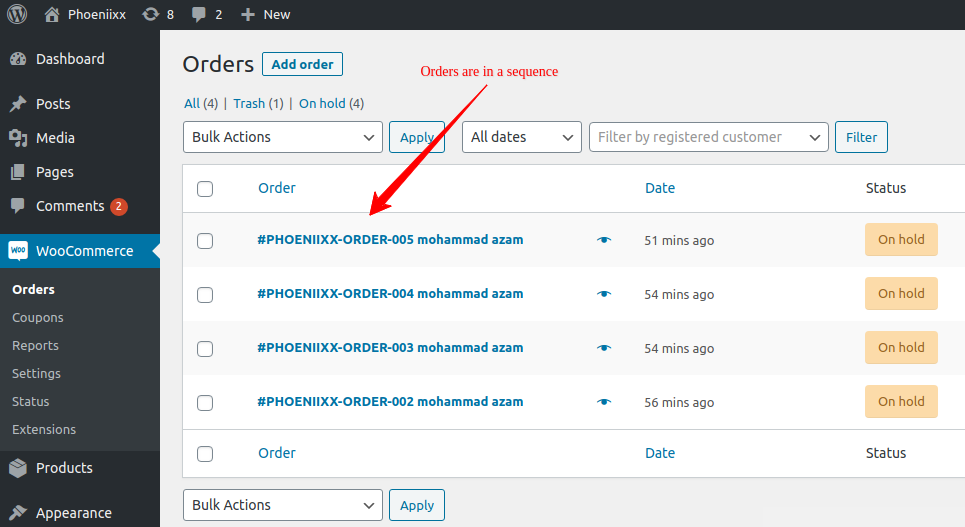 Phoeniixx 8 2 New
Dashboard
Posts
Media
Pages
Comments 2
WOO WooCommerce
Orders
Coupons
Reports
Settings
Status
Extensions
Products
Appearance
Orders Add order
Orders are in a sequence
All (4) | Trash (1) | On hold (4)
Bulk Actions Apply All dates Filter by registered customer Filter
Order Date Status
#PHOENIIXX-ORDER-005 mohammad azam 51 mins ago On hold
#PHOENIIXX-ORDER-004 mohammad azam 54 mins ago On hold
#PHOENIIXX-ORDER-003 mohammad azam 54 mins ago On hold
#PHOENIIXX-ORDER-002 mohammad azam 56 mins ago On hold
Order Date Status
Bulk Actions Apply